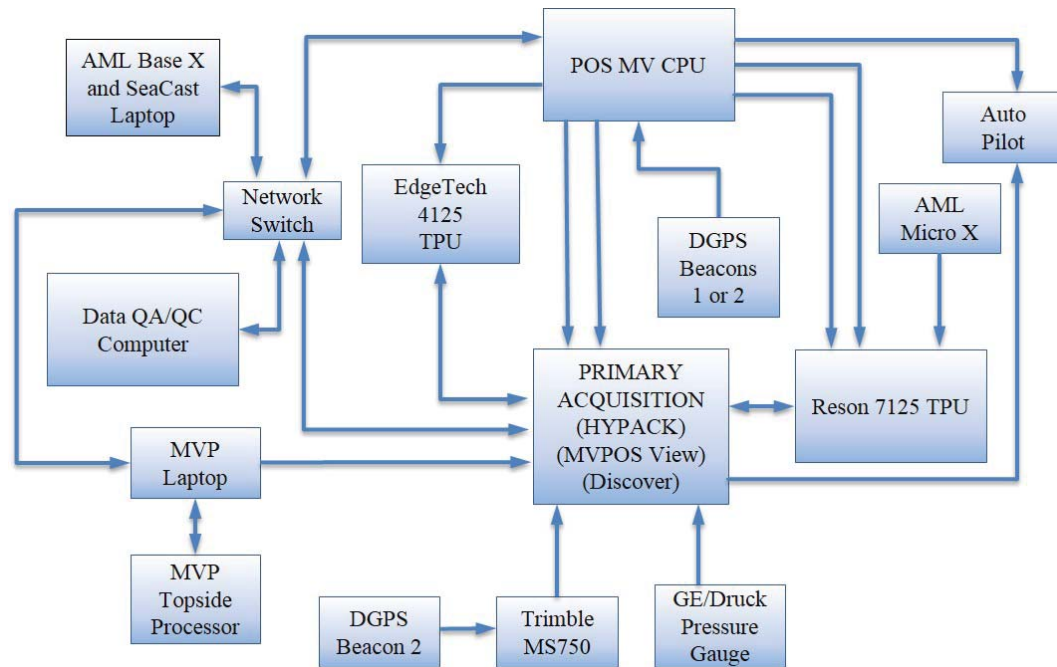 AML Base X
and SeaCast
Laptop
POS MV CPU
Auto
Pilot
Network
Switch
EdgeTech
4125
TPU
DGPS
Beacons
1 or 2
AML
Micro X
Data QA/QC
Computer
PRIMARY
ACQUISITION
(HYPACK)
(MVPOS View)
(Discover)
Reson 7125 TPU
MVP
Laptop
MVP
Topside
Processor
DGPS
Beacon 2
Trimble
MS750
GE/Druck
Pressure
Gauge